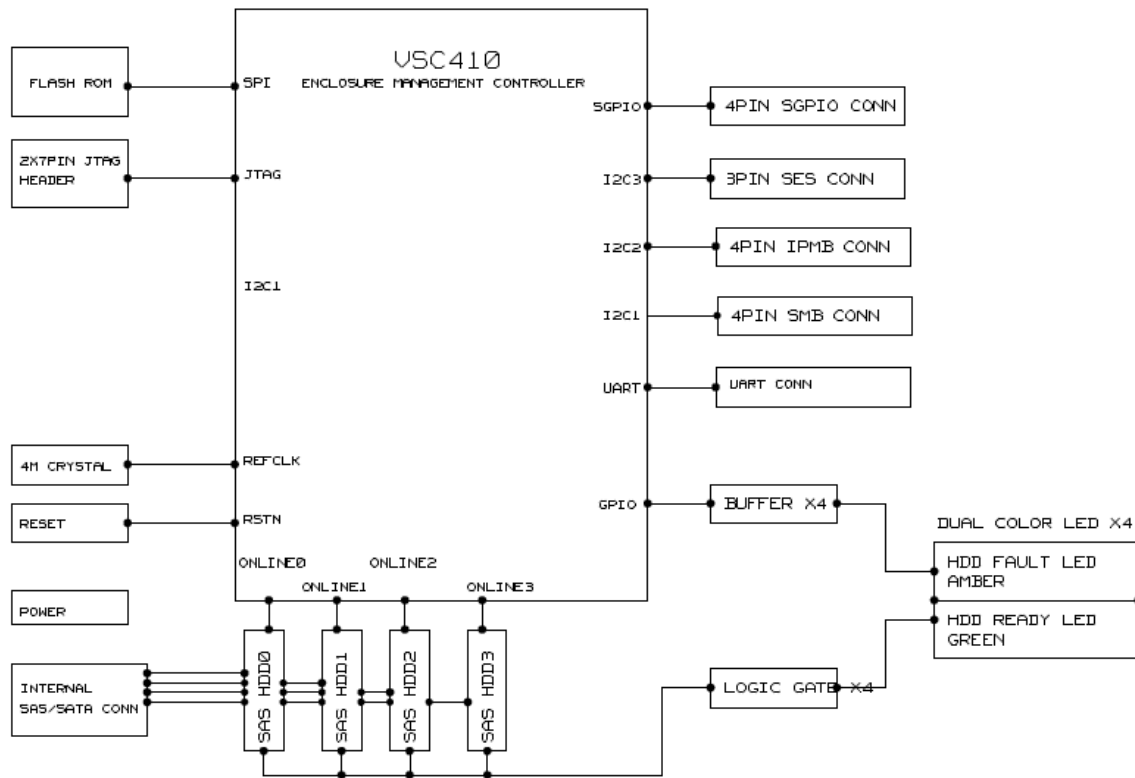 VSC410
ENCLOSURE MANAGEMENT CONTROLLER
FLASH ROM
SPI
2X7PIN JTAG
HEADER
JTAG
I2C1
4M CRYSTAL
REFCLK
RESET
RSTN
POWER
INTERNAL
SAS/SATA CONN
SGPIO
4PIN SGPIO CONN
I2C3
3PIN SES CONN
I2C2
4PIN IPMB CONN
I2C1
4PIN SMB CONN
UART
UART CONN
GPIO
BUFFER X4
DUAL COLOR LED X4
HDD FAULT LED
AMBER
HDD READY LED
GREEN
LOGIC GATE X4
ONLINE0
ONLINE1
ONLINE2
ONLINE3
SAS HDD0
SAS HDD1
SAS HDD2
SAS HDD3